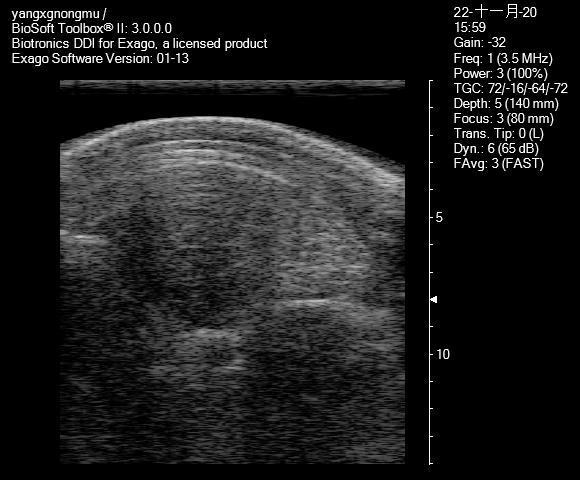 yangxgnongmu /
BioSoft Toolbox® II: 3.0.0.0
Biotronics DDI for Exago, a licensed product
Exago Software Version: 01-13
22-十一月-20
15:59
Gain: -32
Freq: 1 (3.5 MHz)
Power: 3 (100%)
TGC: 72/-16/-64/-72
Depth: 5 (140 mm)
Focus: 3 (80 mm)
Trans. Tip: 0 (L)
Dyn.: 6 (65 dB)
FAvg: 3 (FAST)
5
10